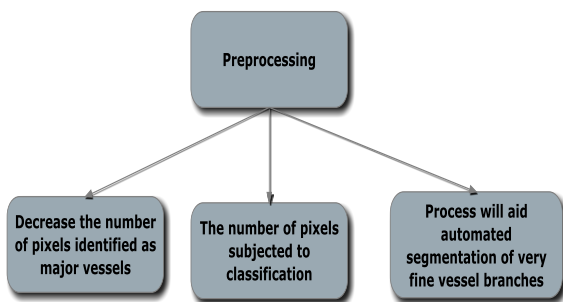 Preprocessing
Decrease the number
of pixels identified as
major vessels
The number of pixels
subjected to
classification
Process will aid
automated
segmentation of very
fine vessel branches